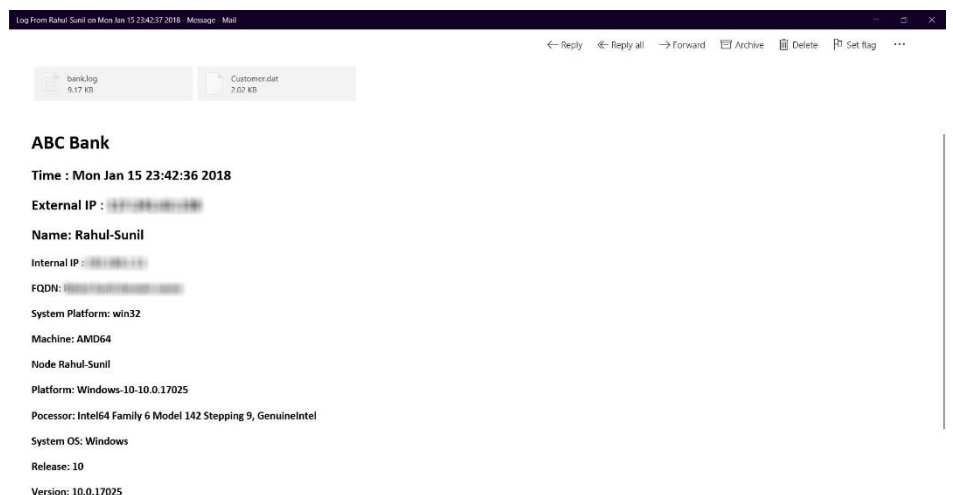 Log From Rahul Sunil on Mon Jan 15 23:42:37 2018 - Message - Mail
Reply Reply all Forward Archive Delete Set flag ...
bank.log Customer.dat
9.17 KB 2.02 KB
ABC Bank
Time : Mon Jan 15 23:42:36 2018
External IP :
Name: Rahul-Sunil
Internal IP :
FQDN:
System Platform: win32
Machine: AMD64
Node Rahul-Sunil
Platform: Windows-10-10.0.17025
Pocessor: Intel64 Family 6 Model 142 Stepping 9, GenuineIntel
System OS: Windows
Release: 10
Version: 10.0.17025